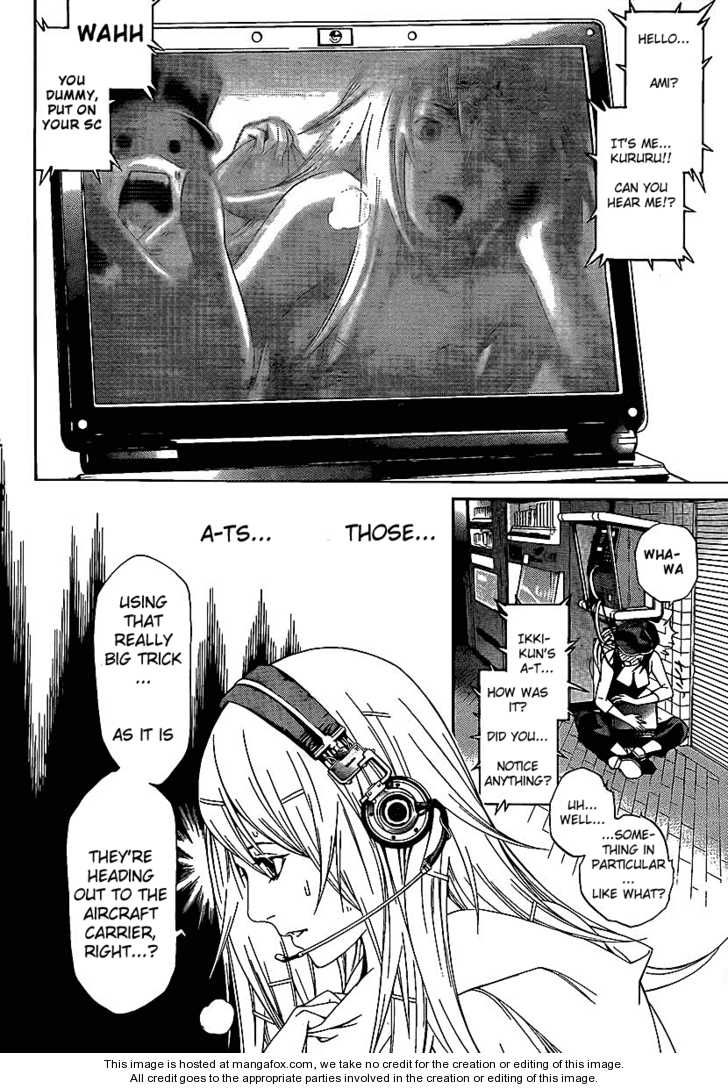 HELLO...
AMI?
IT'S ME...
KURURU!!
CAN YOU
HEAR ME!?
WAHH
YOU
DUMMY,
PUT ON
YOUR SC
WHA-
WA
IKKI-
KUN'S
A-T...
HOW WAS
IT?
DID YOU...
NOTICE
ANYTHING?
UH...
WELL...
...SOME-
THING IN
PARTICULAR
...
LIKE WHAT?
THOSE...
A-TS...
USING
THAT
REALLY
BIG TRICK
...
AS IT IS
THEY'RE
HEADING
OUT TO THE
AIRCRAFT
CARRIER,
RIGHT...?
This image is hosted at mangafox.com, we take no credit for the creation or editing of this image.
All credit goes to the appropriate parties involved in the creation or editing of this image.